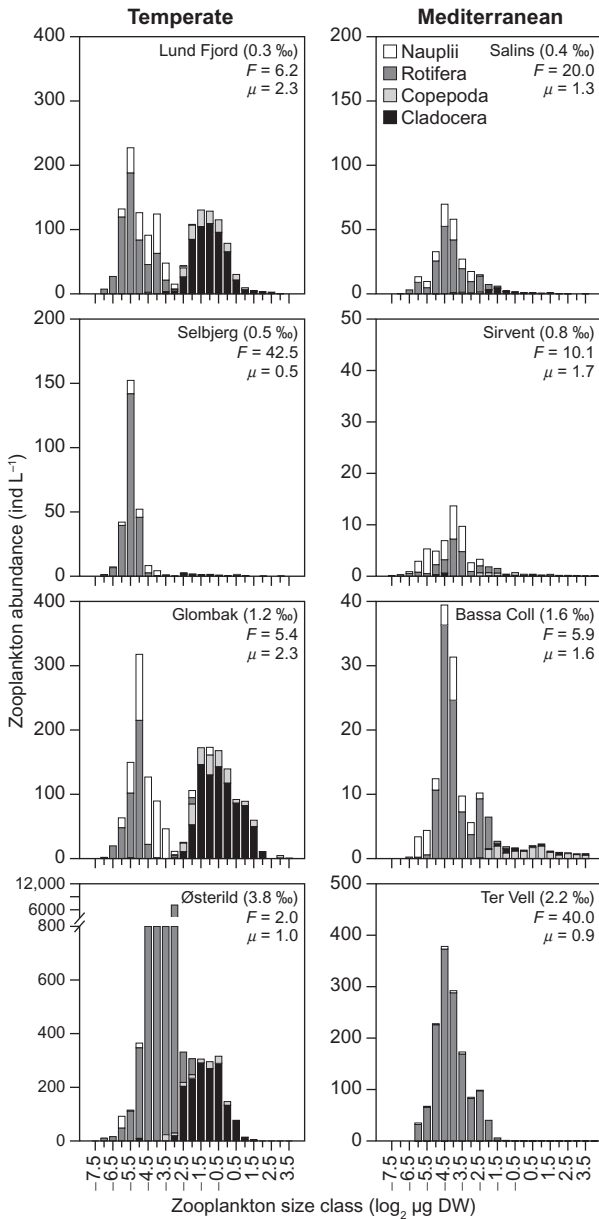 Temperate
Mediterranean
Zooplankton abundance (ind L⁻¹)
400
300
200
100
0
Lund Fjord (0.3 ‰)
F = 6.2
μ = 2.3
200
150
100
50
0
Nauplii
Rotifera
Copepoda
Cladocera
Salins (0.4 ‰)
F = 20.0
μ = 1.3
200
150
100
50
0
Selbjerg (0.5 ‰)
F = 42.5
μ = 0.5
50
40
30
20
10
0
Sirvent (0.8 ‰)
F = 10.1
μ = 1.7
400
300
200
100
0
Glombak (1.2 ‰)
F = 5.4
μ = 2.3
40
30
20
10
0
Bassa Coll (1.6 ‰)
F = 5.9
μ = 1.6
12,000
6000
800
600
400
200
0
Østerild (3.8 ‰)
F = 2.0
μ = 1.0
500
400
300
200
100
0
Ter Vell (2.2 ‰)
F = 40.0
μ = 0.9
−7.5 −6.5 −5.5 −4.5 −3.5 −2.5 −1.5 −0.5 0.5 1.5 2.5 3.5
−7.5 −6.5 −5.5 −4.5 −3.5 −2.5 −1.5 −0.5 0.5 1.5 2.5 3.5
Zooplankton size class (log₂ μg DW)